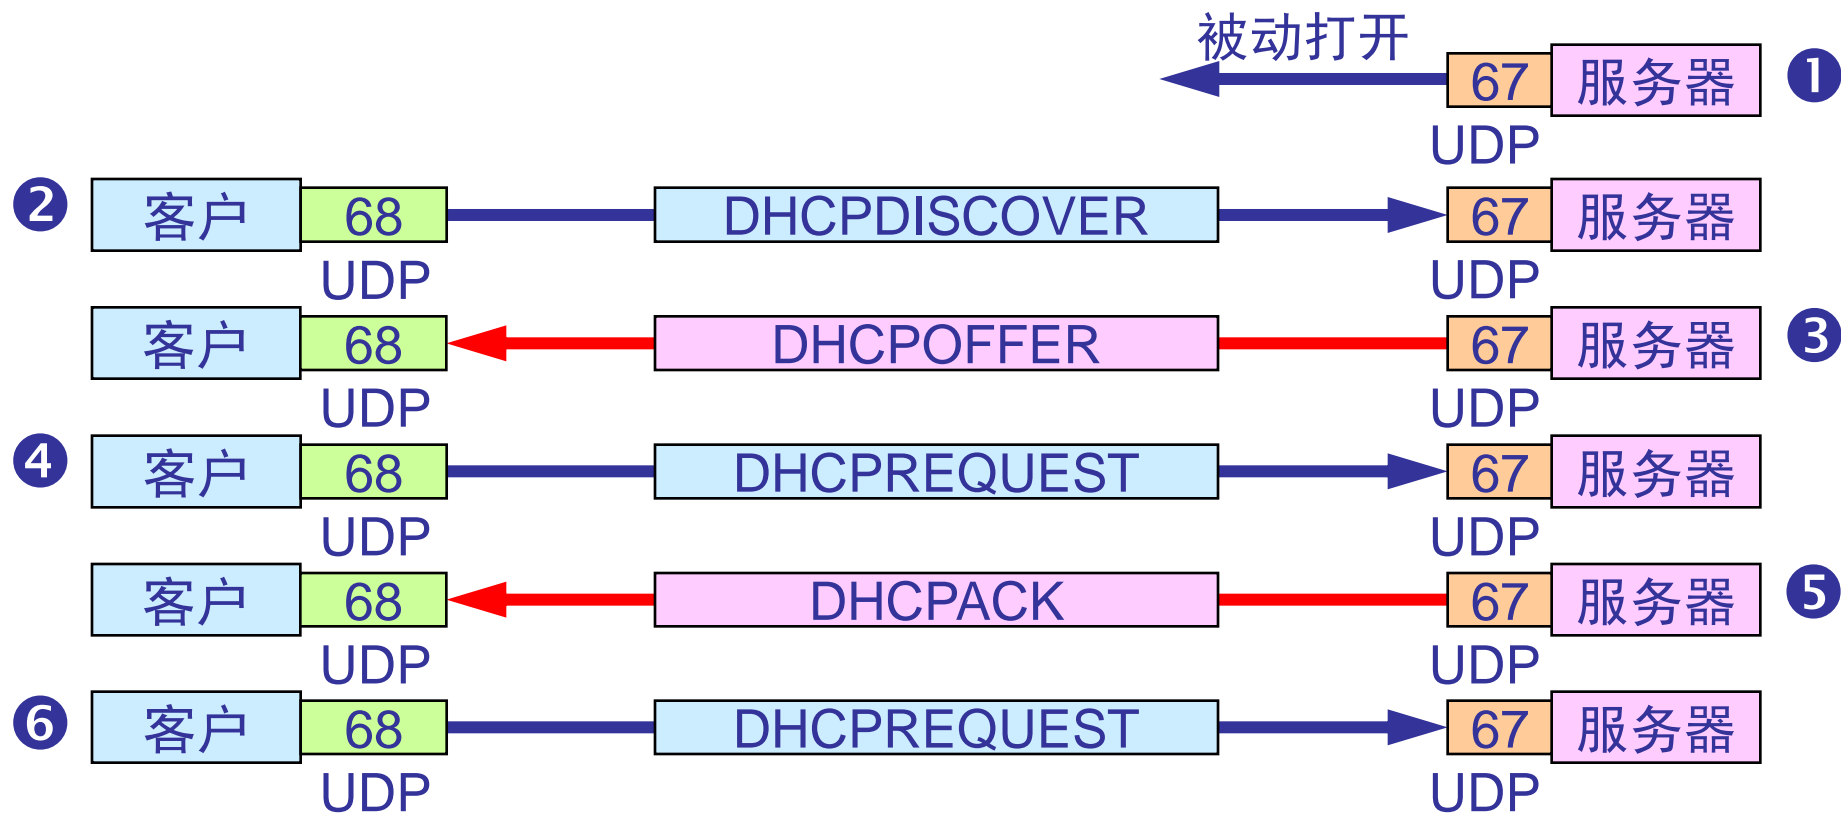 被动打开
67 服务器 ❶
UDP
❷ 客户 68 DHCPDISCOVER 67 服务器
UDP UDP
客户 68 DHCPOFFER 67 服务器 ❸
UDP UDP
❹ 客户 68 DHCPREQUEST 67 服务器
UDP UDP
客户 68 DHCPACK 67 服务器 ❺
UDP UDP
❻ 客户 68 DHCPREQUEST 67 服务器
UDP UDP